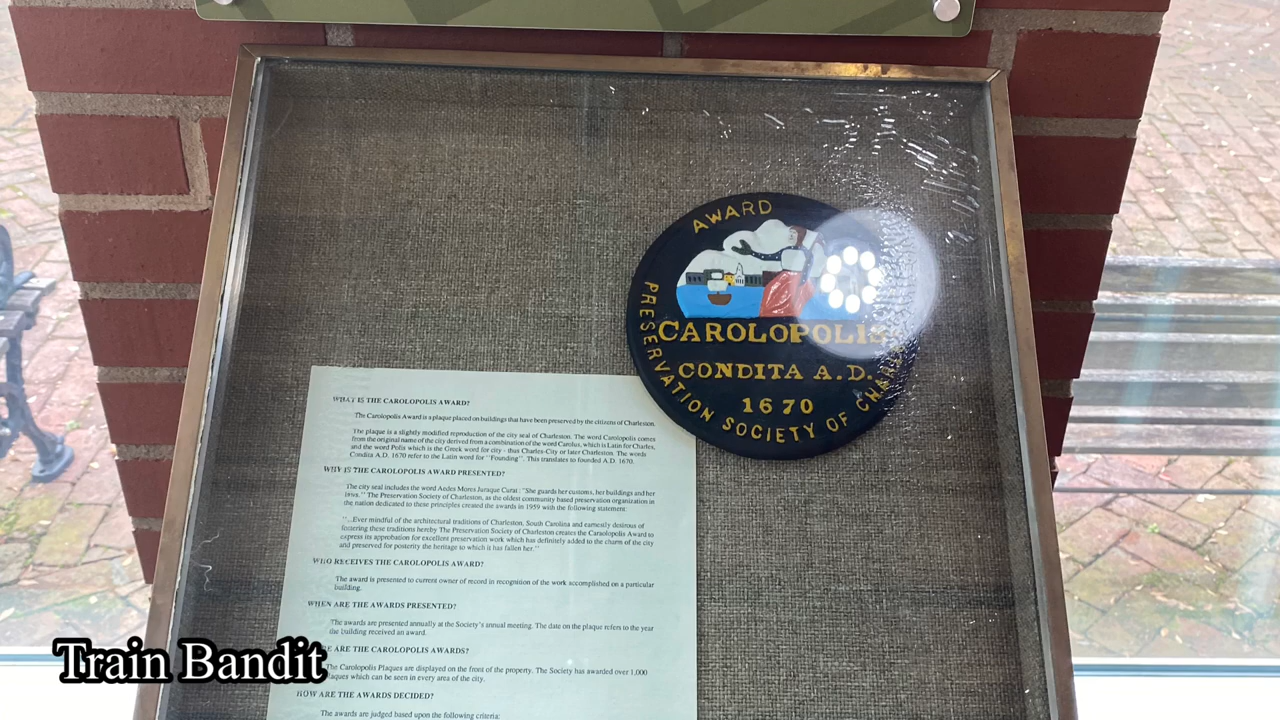 AWARD
CAROLOPOLIS
CONDITA A.D.
1670
PRESERVATION SOCIETY OF
WHAT IS THE CAROLOPOLIS AWARD?
The Carolopolis Award is a plaque placed on buildings that have been preserved by the citizens of Charleston.
The plaque is a slightly modified reproduction of the city seal of Charleston. The word Carolopolis comes
from the original name of the city derived from a combination of the word Carolus, which is Latin for Charles,
and the word Polis which is the Greek word for city - thus Charles-City or later Charleston. The words
Condita A.D. 1670 refer to the Latin word for "Founding". This translates to founded A.D. 1670.
WHY IS THE CAROLOPOLIS AWARD PRESENTED?
The city seal includes the word Aedes Mores Juraque Curat: "She guards her customs, her buildings and her
laws." The Preservation Society of Charleston, as the oldest community based preservation organization in
the nation dedicated to these principles created the awards in 1959 with the following statement:
"...Ever mindful of the architectural traditions of Charleston, South Carolina and earnestly desirous of
fostering these traditions hereby The Preservation Society of Charleston creates the Carolopolis Award to
express its approbation for excellent preservation work which has definitely added to the charm of the city
and preserved for posterity the heritage to which it has fallen her."
WHO RECEIVES THE CAROLOPOLIS AWARD?
The award is presented to current owner of record in recognition of the work accomplished on a particular
building.
WHEN ARE THE AWARDS PRESENTED?
The awards are presented annually at the Society's annual meeting. The date on the plaque refers to the year
the building received an award.
ARE THE CAROLOPOLIS AWARDS?
The Carolopolis Plaques are displayed on the front of the property. The Society has awarded over 1,000
which can be seen in every area of the city.
HOW ARE THE AWARDS DECIDED?
The awards are judged based upon the following criteria:
Train Bandit